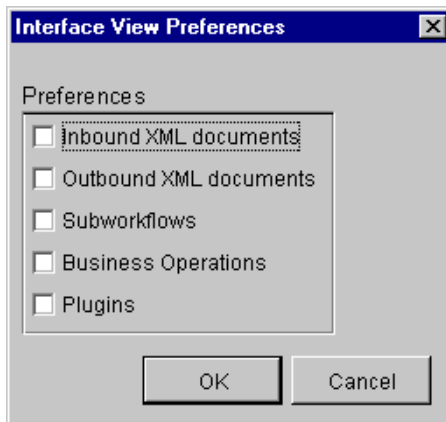 Interface View Preferences
Preferences
Inbound XML documents
Outbound XML documents
Subworkflows
Business Operations
Plugins
OK Cancel